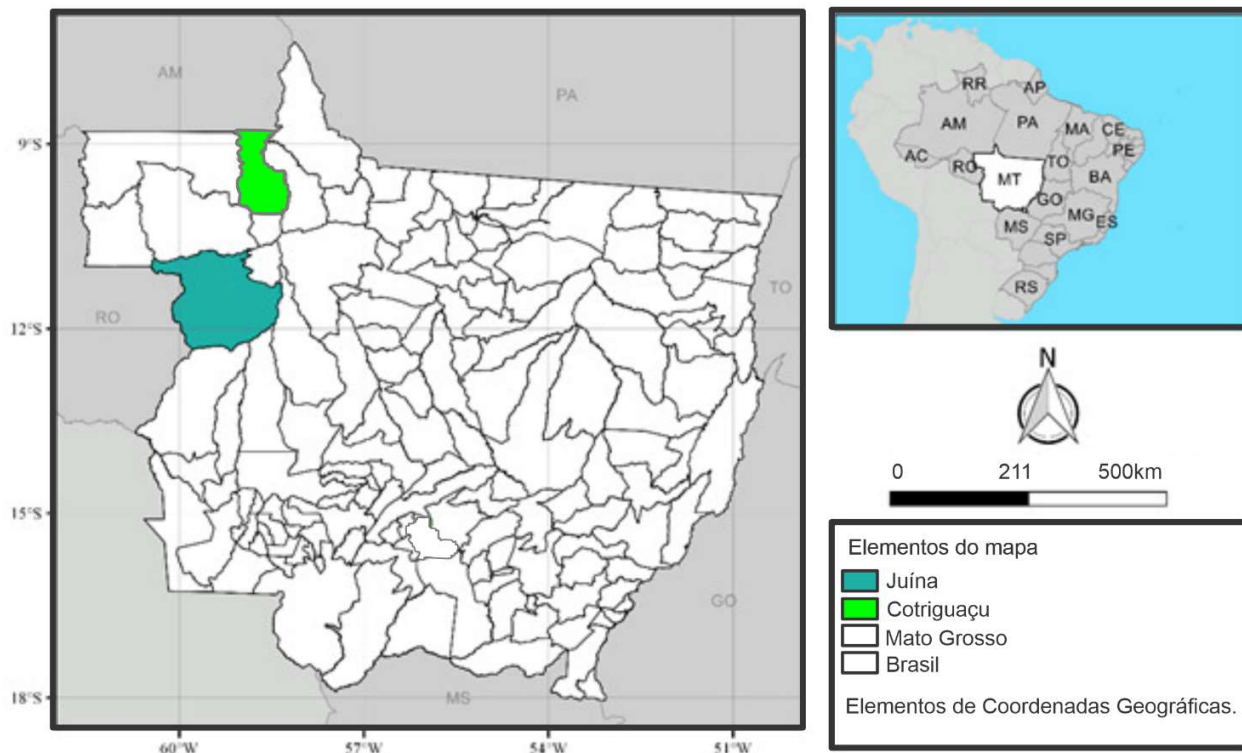 AM
PA
9°S
TO
RO
12°S
15°S
GO
18°S
MS
60°W
57°W
54°W
51°W
RR
AP
AM
PA
MA
CE
PE
AC
RO
TO
MT
BA
GO
MG
ES
MS
SP
RS
N
0 211 500km
Elementos do mapa
Juína
Cotriguaçu
Mato Grosso
Brasil
Elementos de Coordenadas Geográficas.